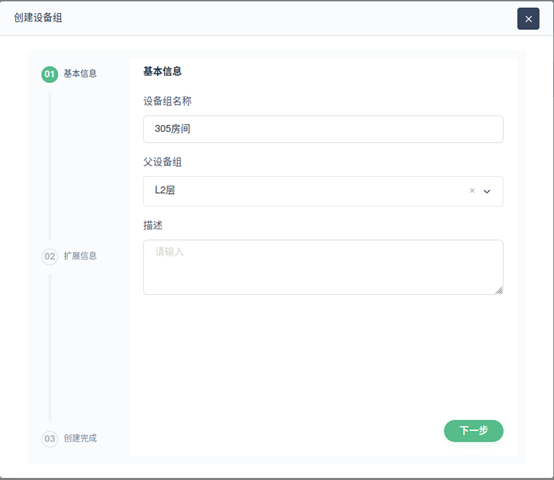 创建设备组
01 基本信息
基本信息
设备组名称
305房间
父设备组
L2层
描述
请输入
02 扩展信息
下一步
03 创建完成